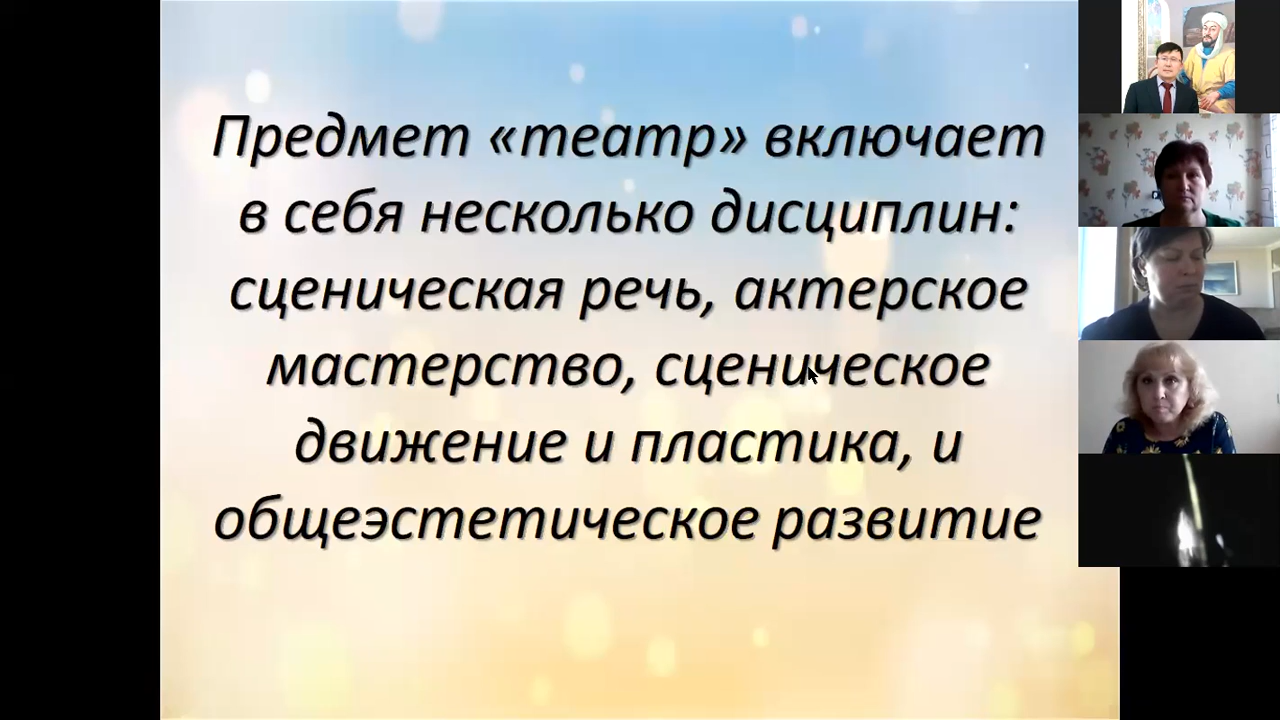 Предмет «театр» включает
в себя несколько дисциплин:
сценическая речь, актерское
мастерство, сценическое
движение и пластика, и
общеэстетическое развитие